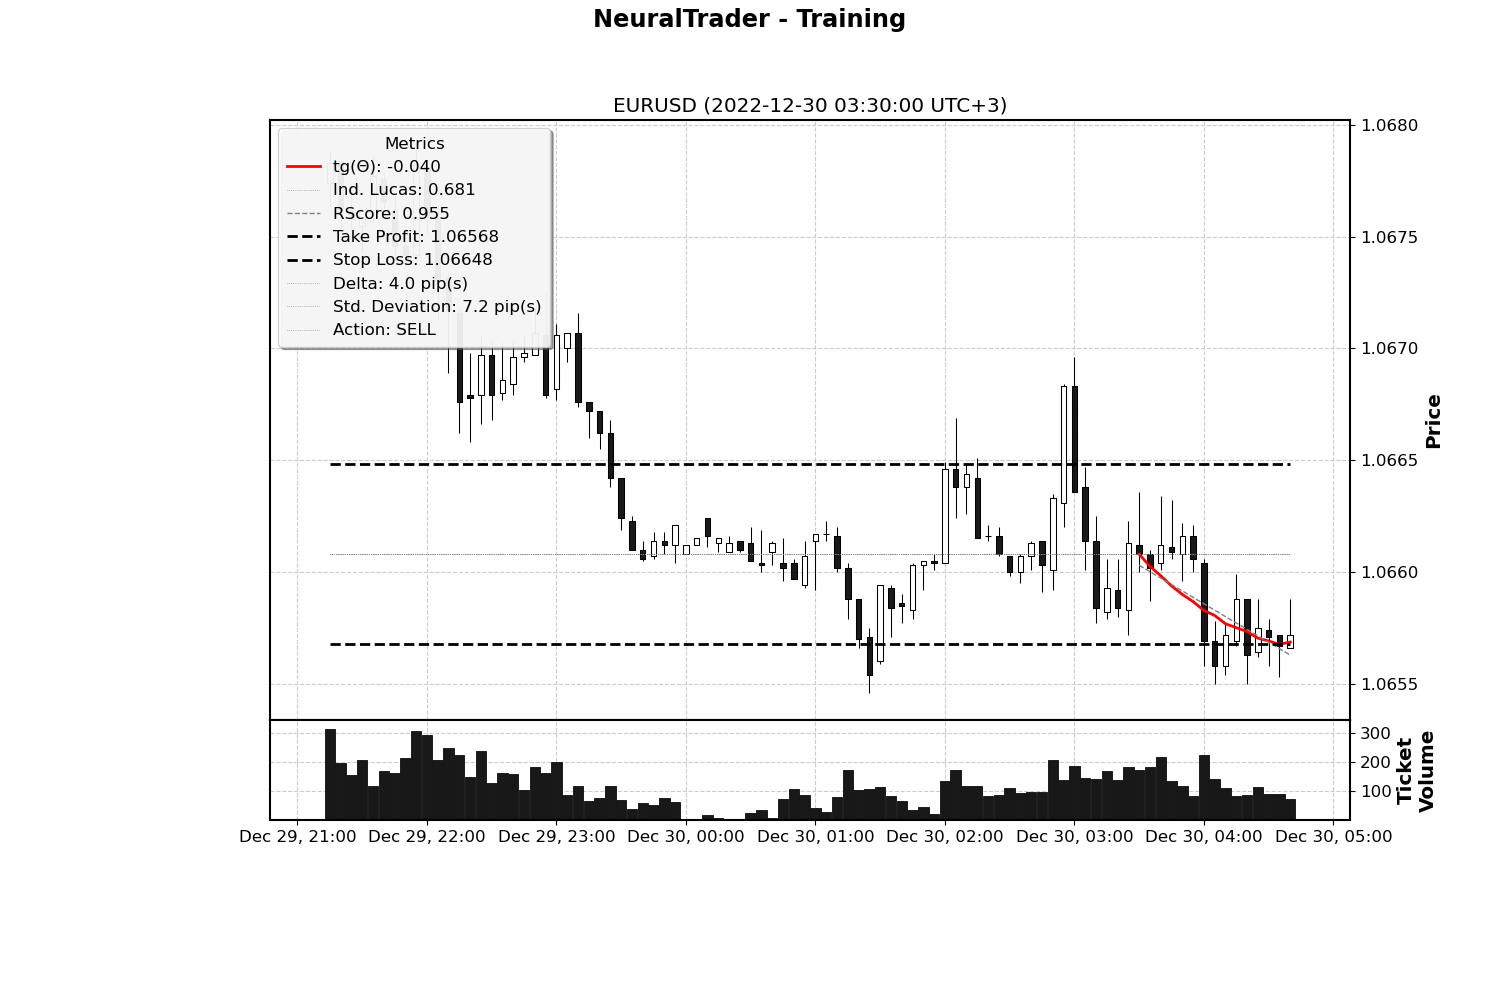 NeuralTrader - Training
EURUSD (2022-12-30 03:30:00 UTC+3)
Metrics
tg(Θ): -0.040
Ind. Lucas: 0.681
RScore: 0.955
Take Profit: 1.06568
Stop Loss: 1.06648
Delta: 4.0 pip(s)
Std. Deviation: 7.2 pip(s)
Action: SELL
1.0680
1.0675
1.0670
1.0665
1.0660
1.0655
Price
300
200
100
Ticket
Volume
Dec 29, 21:00
Dec 29, 22:00
Dec 29, 23:00
Dec 30, 00:00
Dec 30, 01:00
Dec 30, 02:00
Dec 30, 03:00
Dec 30, 04:00
Dec 30, 05:00